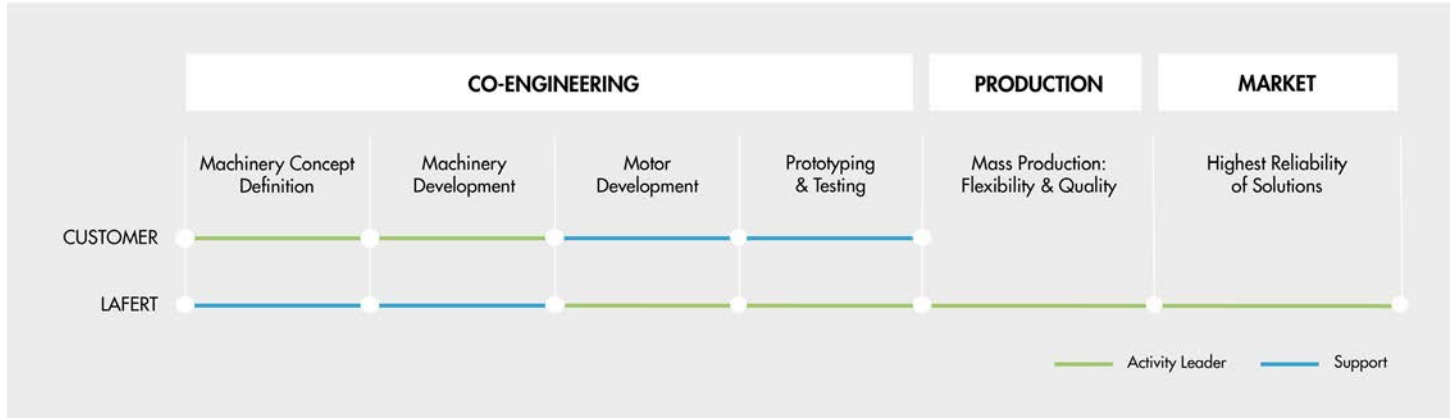 CO-ENGINEERING
PRODUCTION
MARKET
Machinery Concept
Definition
Machinery
Development
Motor
Development
Prototyping
& Testing
Mass Production:
Flexibility & Quality
Highest Reliability
of Solutions
CUSTOMER
LAFERT
Activity Leader
Support